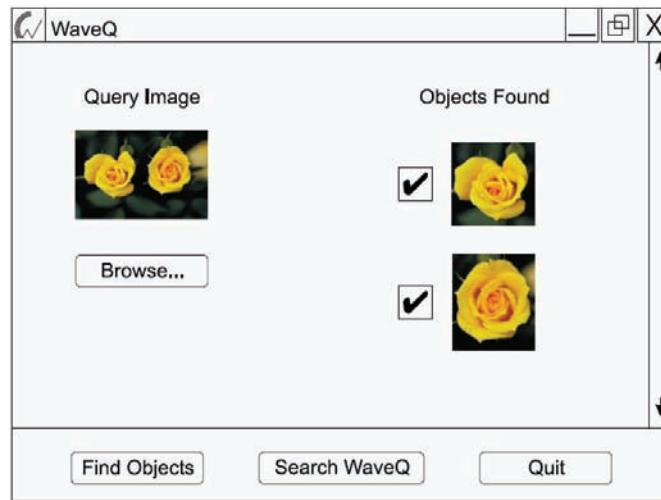 WaveQ
Query Image
Objects Found
Browse...
Find Objects
Search WaveQ
Quit